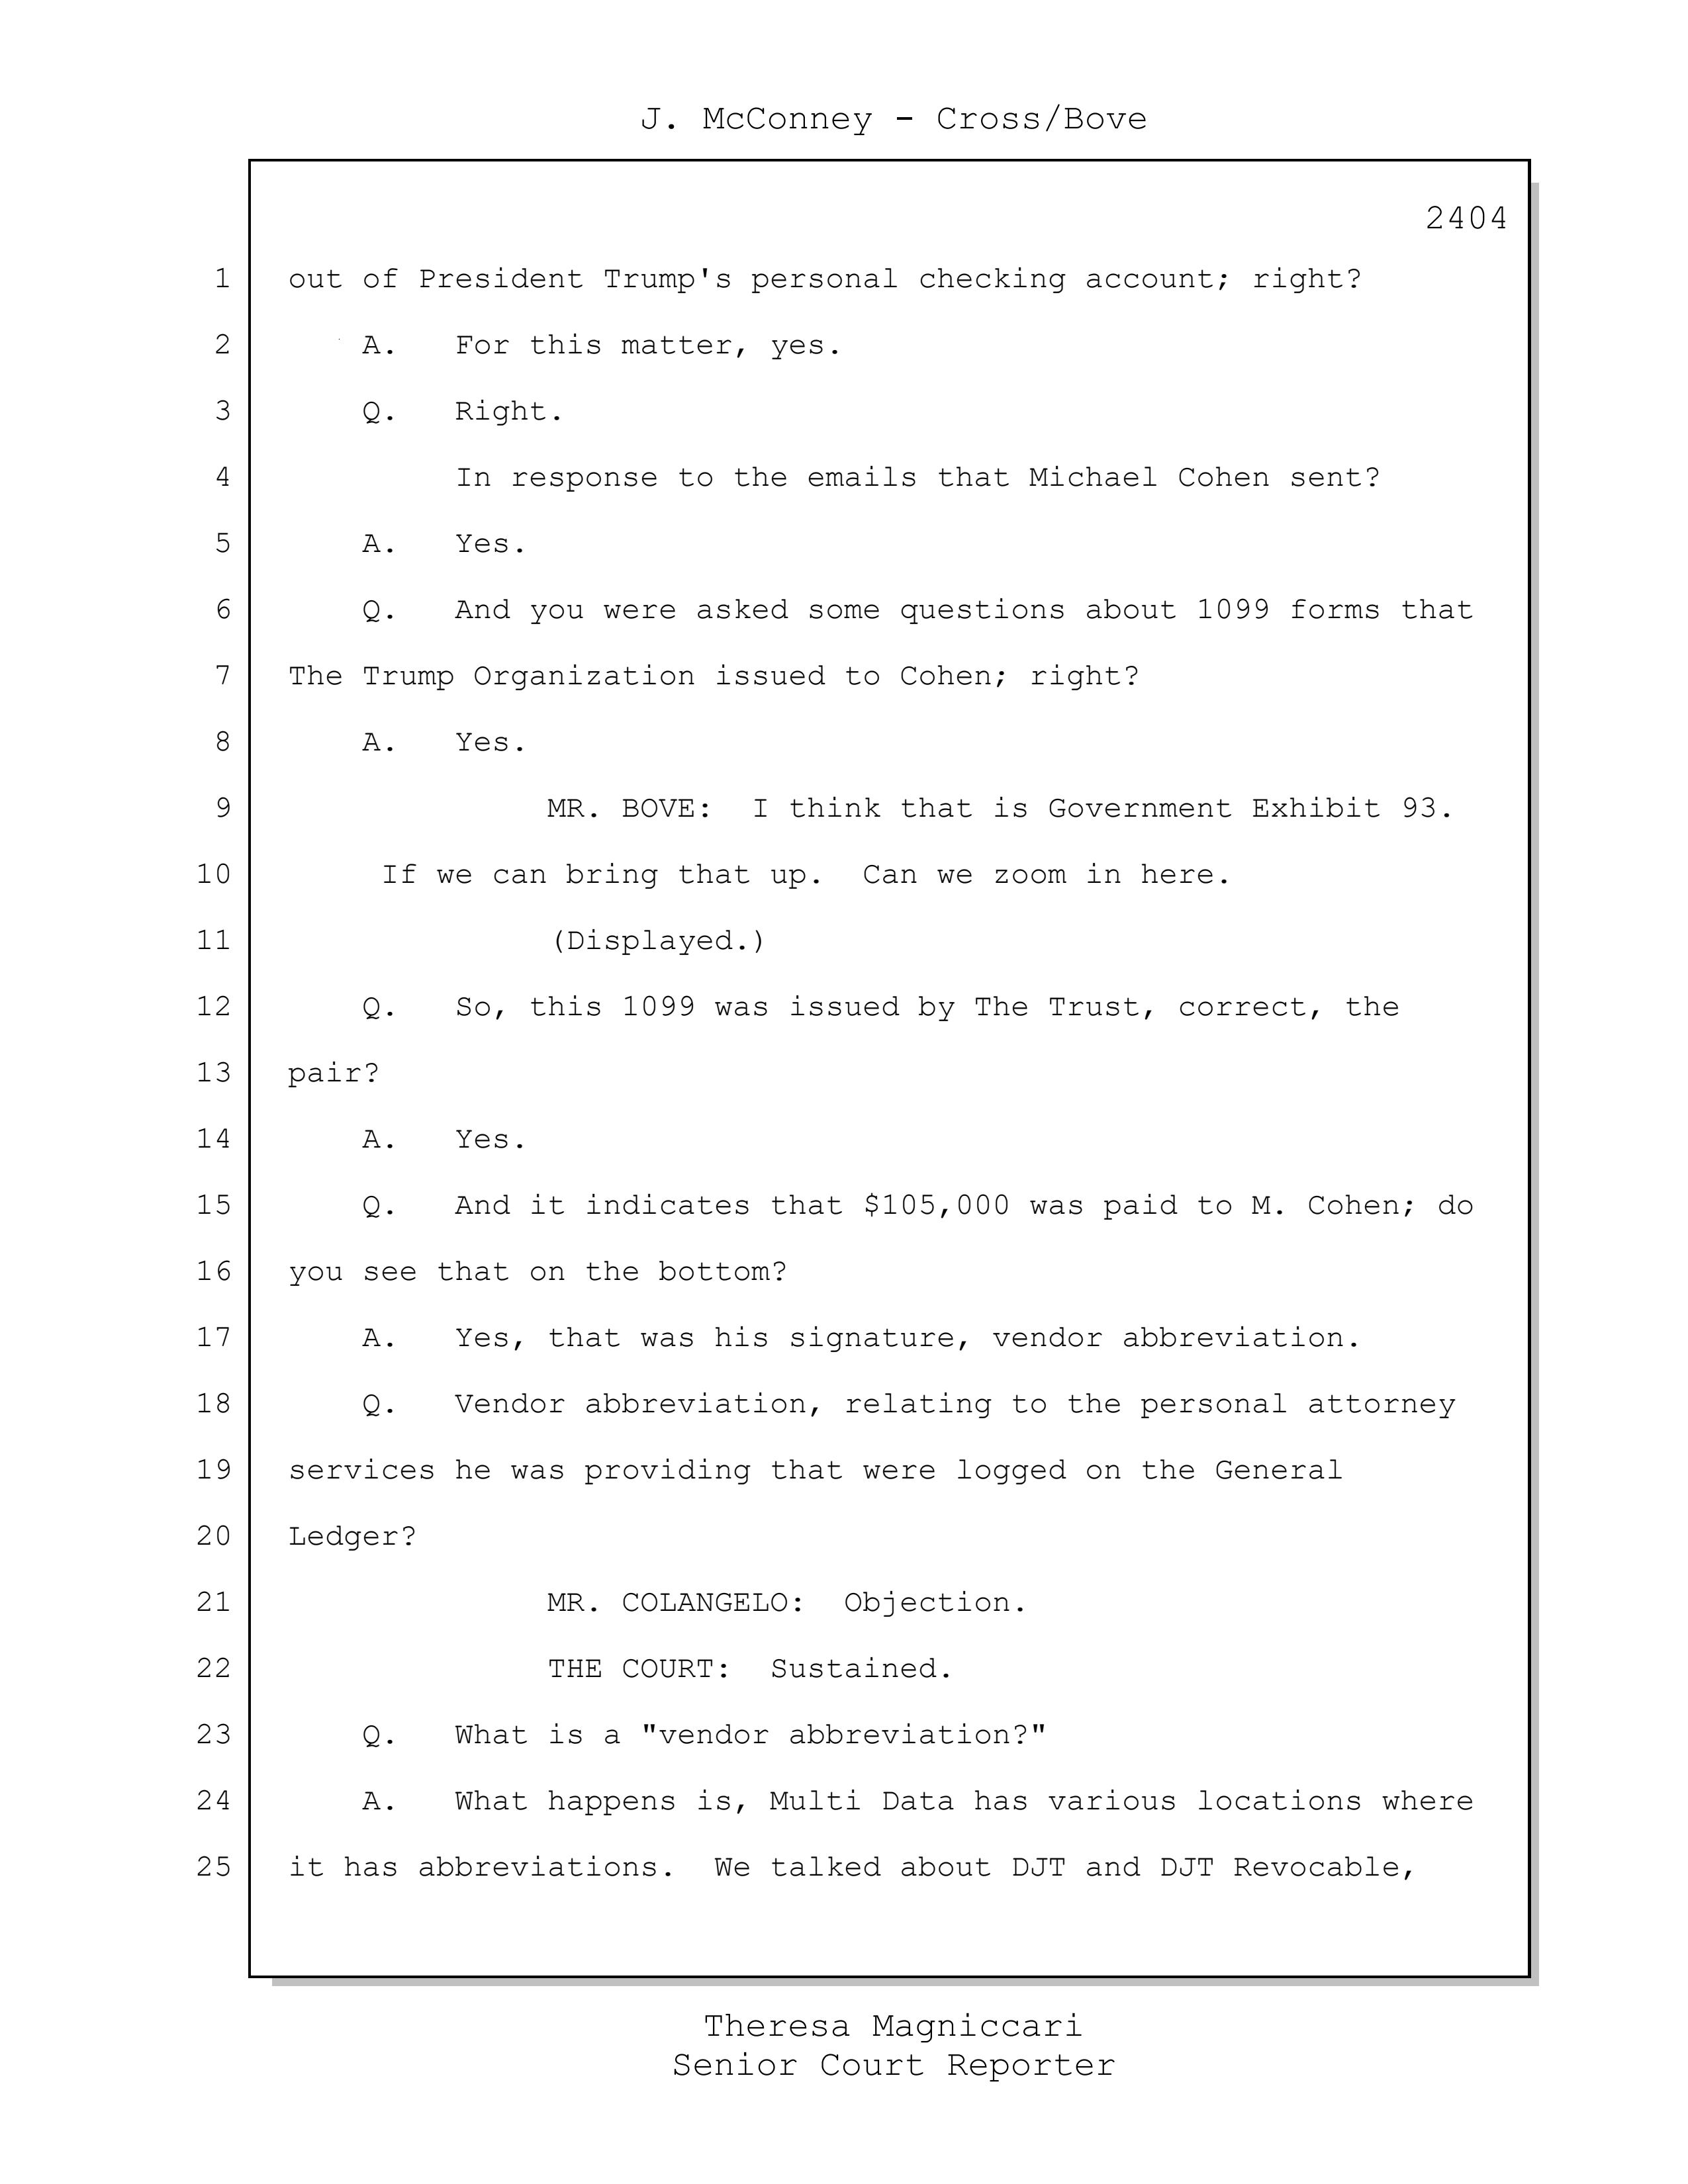 J. McConney - Cross/Bove
2404
1 out of President Trump's personal checking account; right?
2 A. For this matter, yes.
3 Q. Right.
4 In response to the emails that Michael Cohen sent?
5 A. Yes.
6 Q. And you were asked some questions about 1099 forms that
7 The Trump Organization issued to Cohen; right?
8 A. Yes.
9 MR. BOVE: I think that is Government Exhibit 93.
10 If we can bring that up. Can we zoom in here.
11 (Displayed.)
12 Q. So, this 1099 was issued by The Trust, correct, the
13 pair?
14 A. Yes.
15 Q. And it indicates that $105,000 was paid to M. Cohen; do
16 you see that on the bottom?
17 A. Yes, that was his signature, vendor abbreviation.
18 Q. Vendor abbreviation, relating to the personal attorney
19 services he was providing that were logged on the General
20 Ledger?
21 MR. COLANGELO: Objection.
22 THE COURT: Sustained.
23 Q. What is a "vendor abbreviation?"
24 A. What happens is, Multi Data has various locations where
25 it has abbreviations. We talked about DJT and DJT Revocable,
Theresa Magniccari
Senior Court Reporter